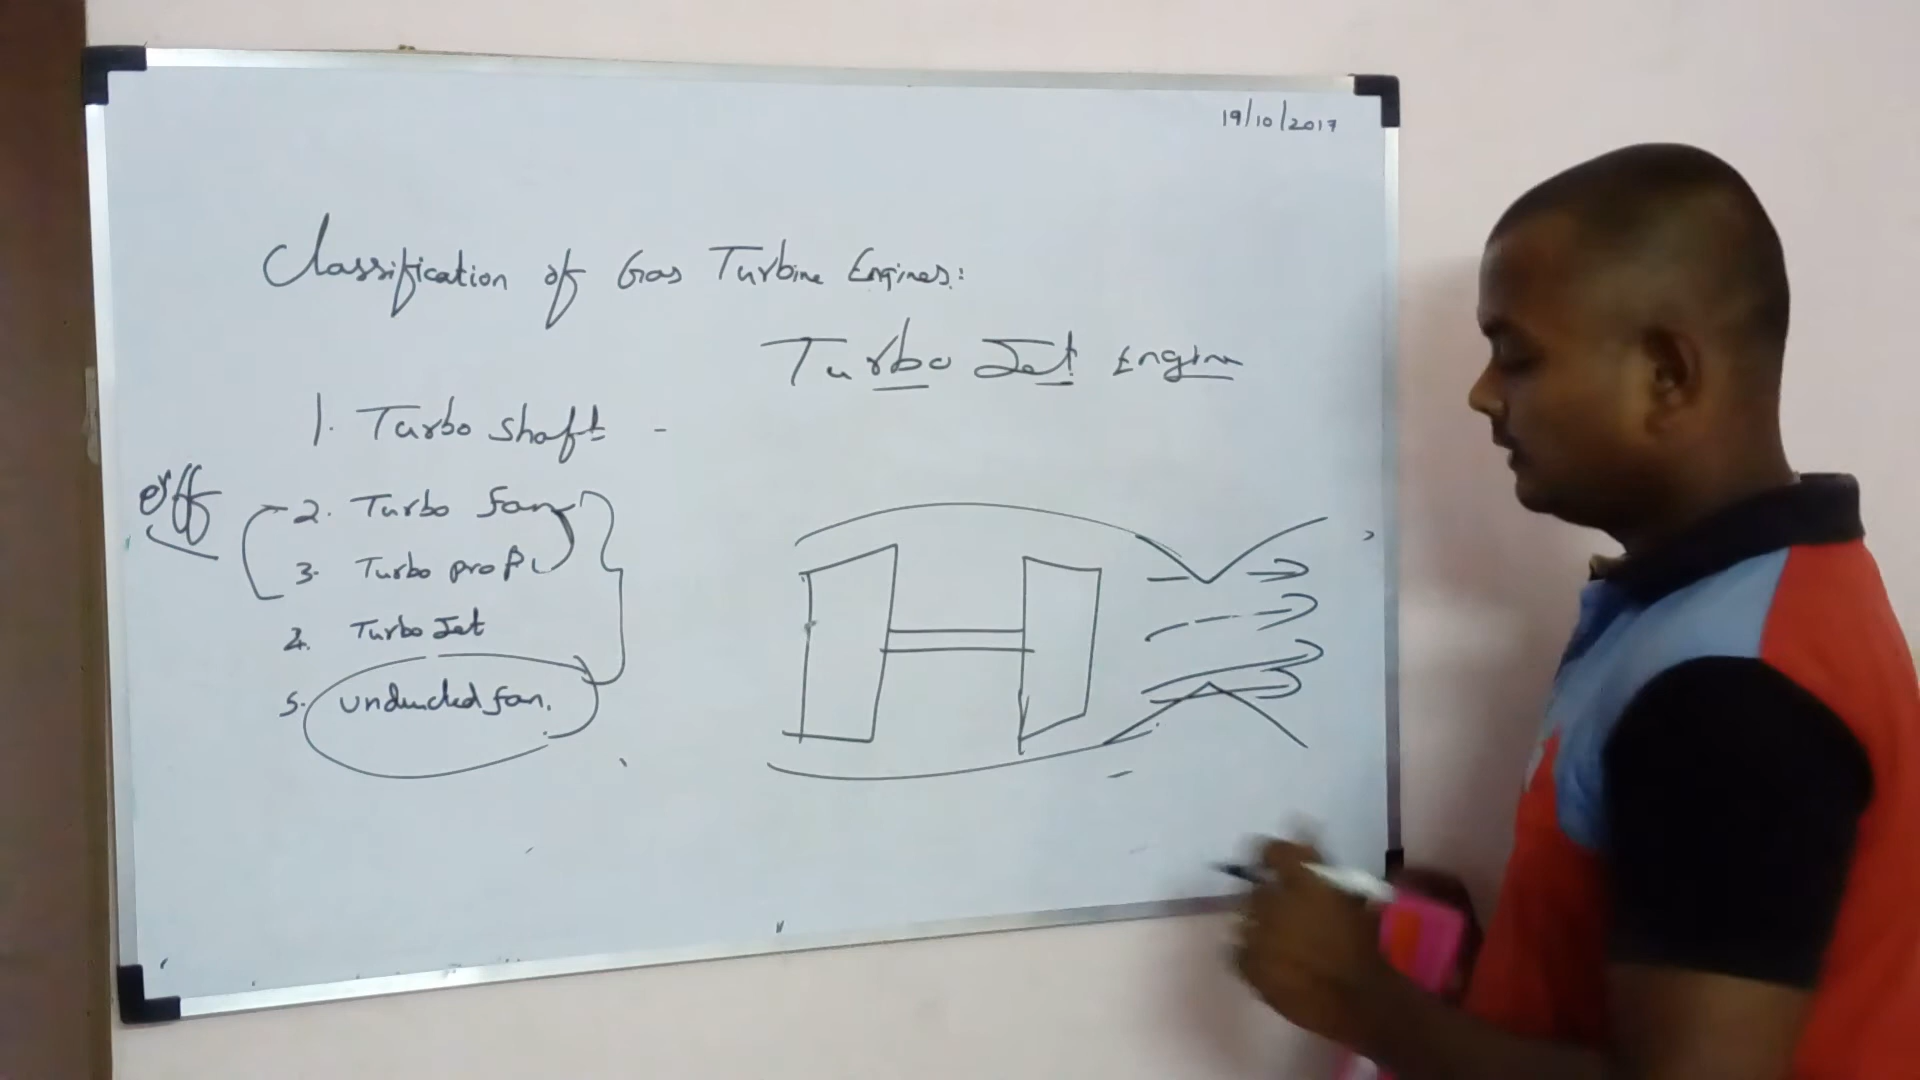 19/10/2017
Classification of Gas Turbine Engines:
Turbo Jet Engine
1. Turbo shaft -
eff
2. Turbo fan
3. Turbo prop
4. Turbo Jet
5. unducted fan.